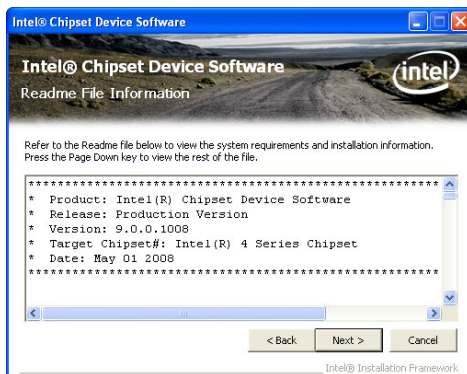 Intel® Chipset Device Software
Intel® Chipset Device Software
intel
Readme File Information
Refer to the Readme file below to view the system requirements and installation information.
Press the Page Down key to view the rest of the file.
********************************************************
* Product: Intel(R) Chipset Device Software
* Release: Production Version
* Version: 9.0.0.1008
* Target Chipset#: Intel(R) 4 Series Chipset
* Date: May 01 2008
********************************************************
< Back Next > Cancel
Intel® Installation Framework